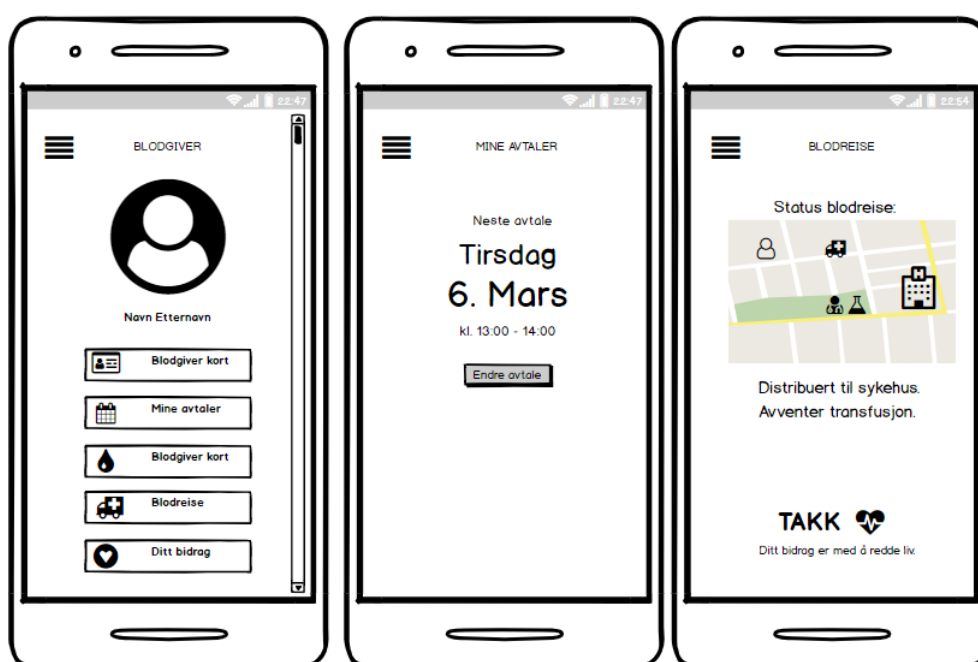 22:47
BLODGIVER
Navn Etternavn
Blodgiver kort
Mine avtaler
Blodgiver kort
Blodreise
Ditt bidrag
22:47
MINE AVTALER
Neste avtale
Tirsdag
6. Mars
kl. 13:00 - 14:00
Endre avtale
22:54
BLODREISE
Status blodreise:
H
Distribuert til sykehus.
Avventer transfusjon.
TAKK
Ditt bidrag er med å redde liv.